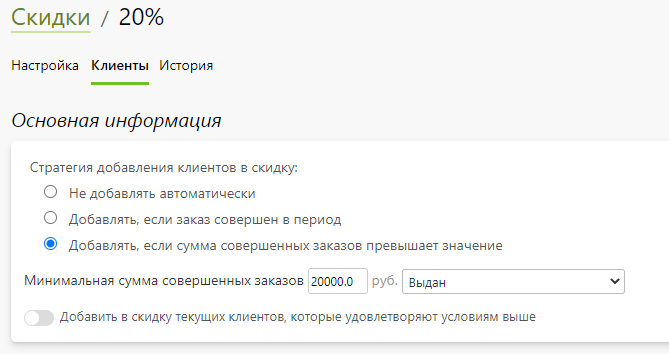 Скидки / 20%
Настройка Клиенты История
Основная информация
Стратегия добавления клиентов в скидку:
Не добавлять автоматически
Добавлять, если заказ совершен в период
Добавлять, если сумма совершенных заказов превышает значение
Минимальная сумма совершенных заказов 20000.0 руб. Выдан
Добавить в скидку текущих клиентов, которые удовлетворяют условиям выше